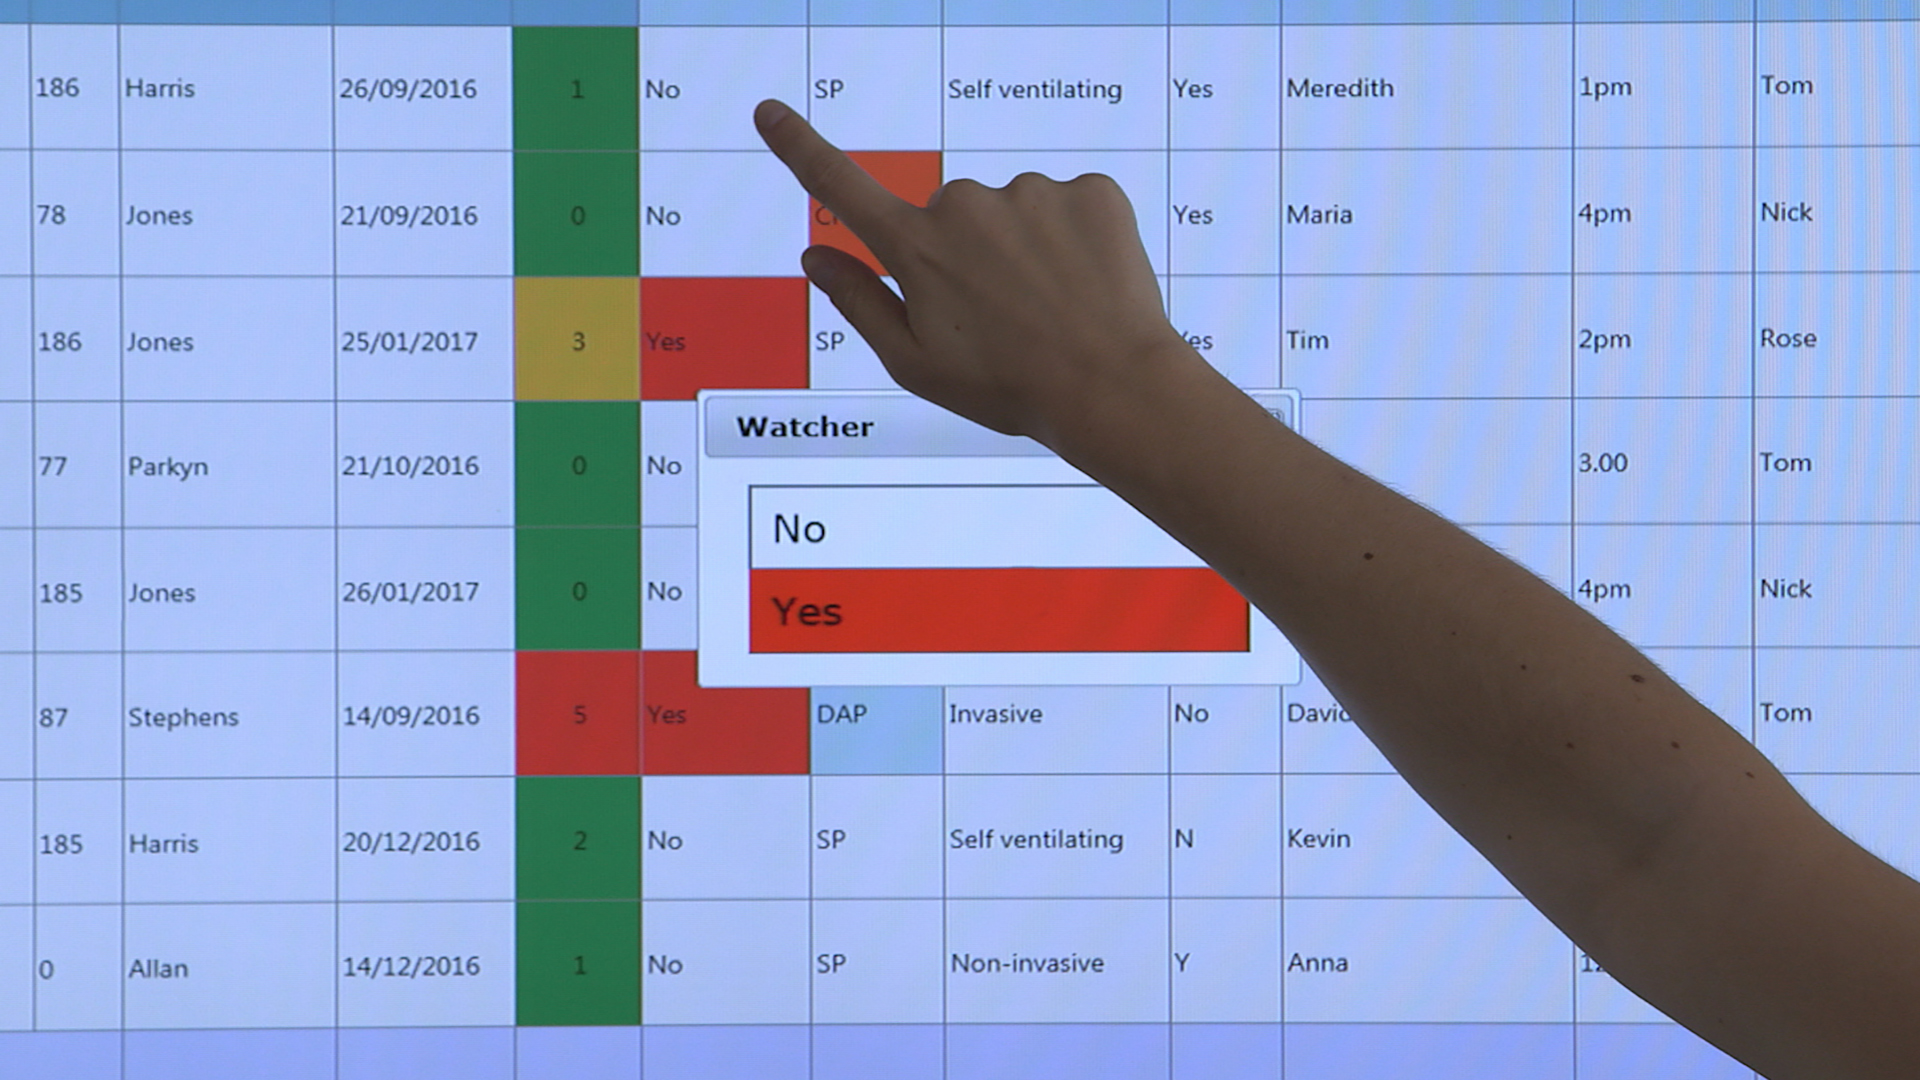 186 Harris 26/09/2016 1 No SP Self ventilating Yes Meredith 1pm Tom
78 Jones 21/09/2016 0 No Yes Maria 4pm Nick
186 Jones 25/01/2017 3 Yes SP Yes Tim 2pm Rose
Watcher
77 Parkyn 21/10/2016 0 No 3.00 Tom
No
185 Jones 26/01/2017 0 No 4pm Nick
Yes
87 Stephens 14/09/2016 5 Yes DAP Invasive No David Tom
185 Harris 20/12/2016 2 No SP Self ventilating N Kevin
0 Allan 14/12/2016 1 No SP Non-invasive Y Anna